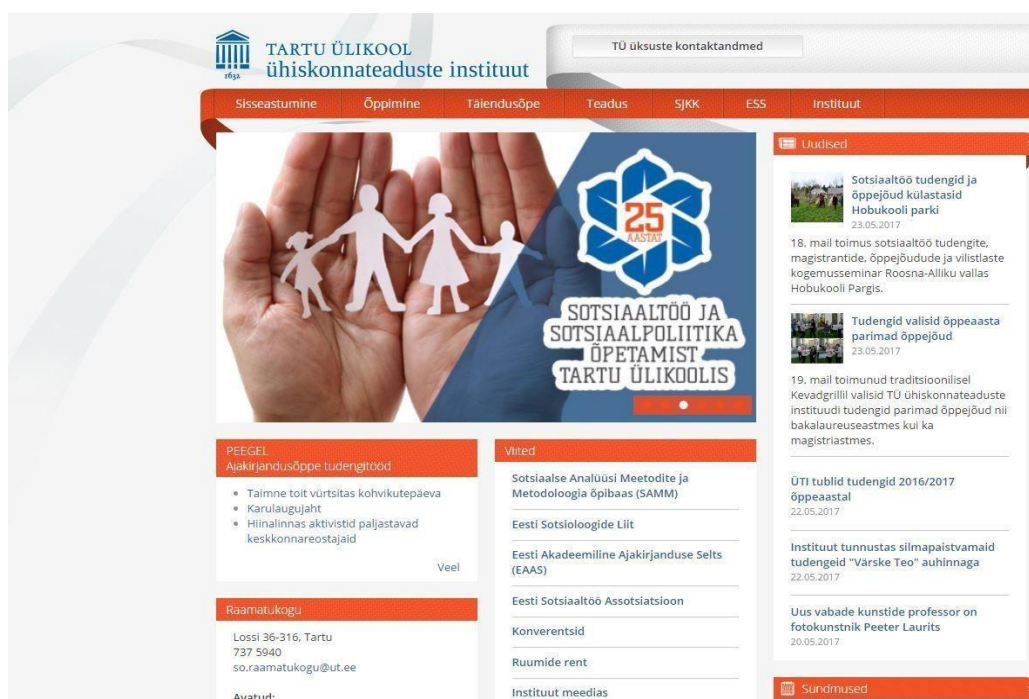 TARTU ÜLIKOOL
ühiskonnateaduste instituut
1632
TÜ üksuste kontaktandmed
Sisseastumine
Õppimine
Täiendusõpe
Teadus
SJKK
ESS
Instituut
25
AASTAT
SOTSIAALTÖÖ JA
SOTSIAALPOLIITIKA
ÕPETAMIST
TARTU ÜLIKOOLIS
PEEGEL
Ajakirjandusõppe tudengitööd
Taimne toit vürtsitas kohvikutepäeva
Karulaugujaht
Hiinalinnas aktivistid paljastavad
keskkonnareostajaid
Veel
Raamatukogu
Lossi 36-316, Tartu
737 5940
so.raamatukogu@ut.ee
Avatud:
Viited
Sotsiaalse Analüüsi Meetodite ja
Metodoloogia õpibaas (SAMM)
Eesti Sotsioloogide Liit
Eesti Akadeemiline Ajakirjanduse Selts
(EAAS)
Eesti Sotsiaaltöö Assotsiatsioon
Konverentsid
Ruumide rent
Instituut meedias
Uudised
Sotsiaaltöö tudengid ja
õppejõud külastasid
Hobukooli parki
23.05.2017
18. mail toimus sotsiaaltöö tudengite,
magistrantide, õppejõudude ja vilistlaste
kogemusseminar Roosna-Alliku vallas
Hobukooli Pargis.
Tudengid valisid õppeaasta
parimad õppejõud
23.05.2017
19. mail toimunud traditsioonilisel
Kevadgrillil valisid TÜ ühiskonnateaduste
instituudi tudengid parimad õppejõud nii
bakalaureuseastmes kui ka
magistriastmes.
ÜTI tublid tudengid 2016/2017
õppeaastal
22.05.2017
Instituut tunnustas silmapaistvamaid
tudengeid "Värske Teo" auhinnaga
22.05.2017
Uus vabade kunstide professor on
fotokunstnik Peeter Laurits
20.05.2017
Sündmused